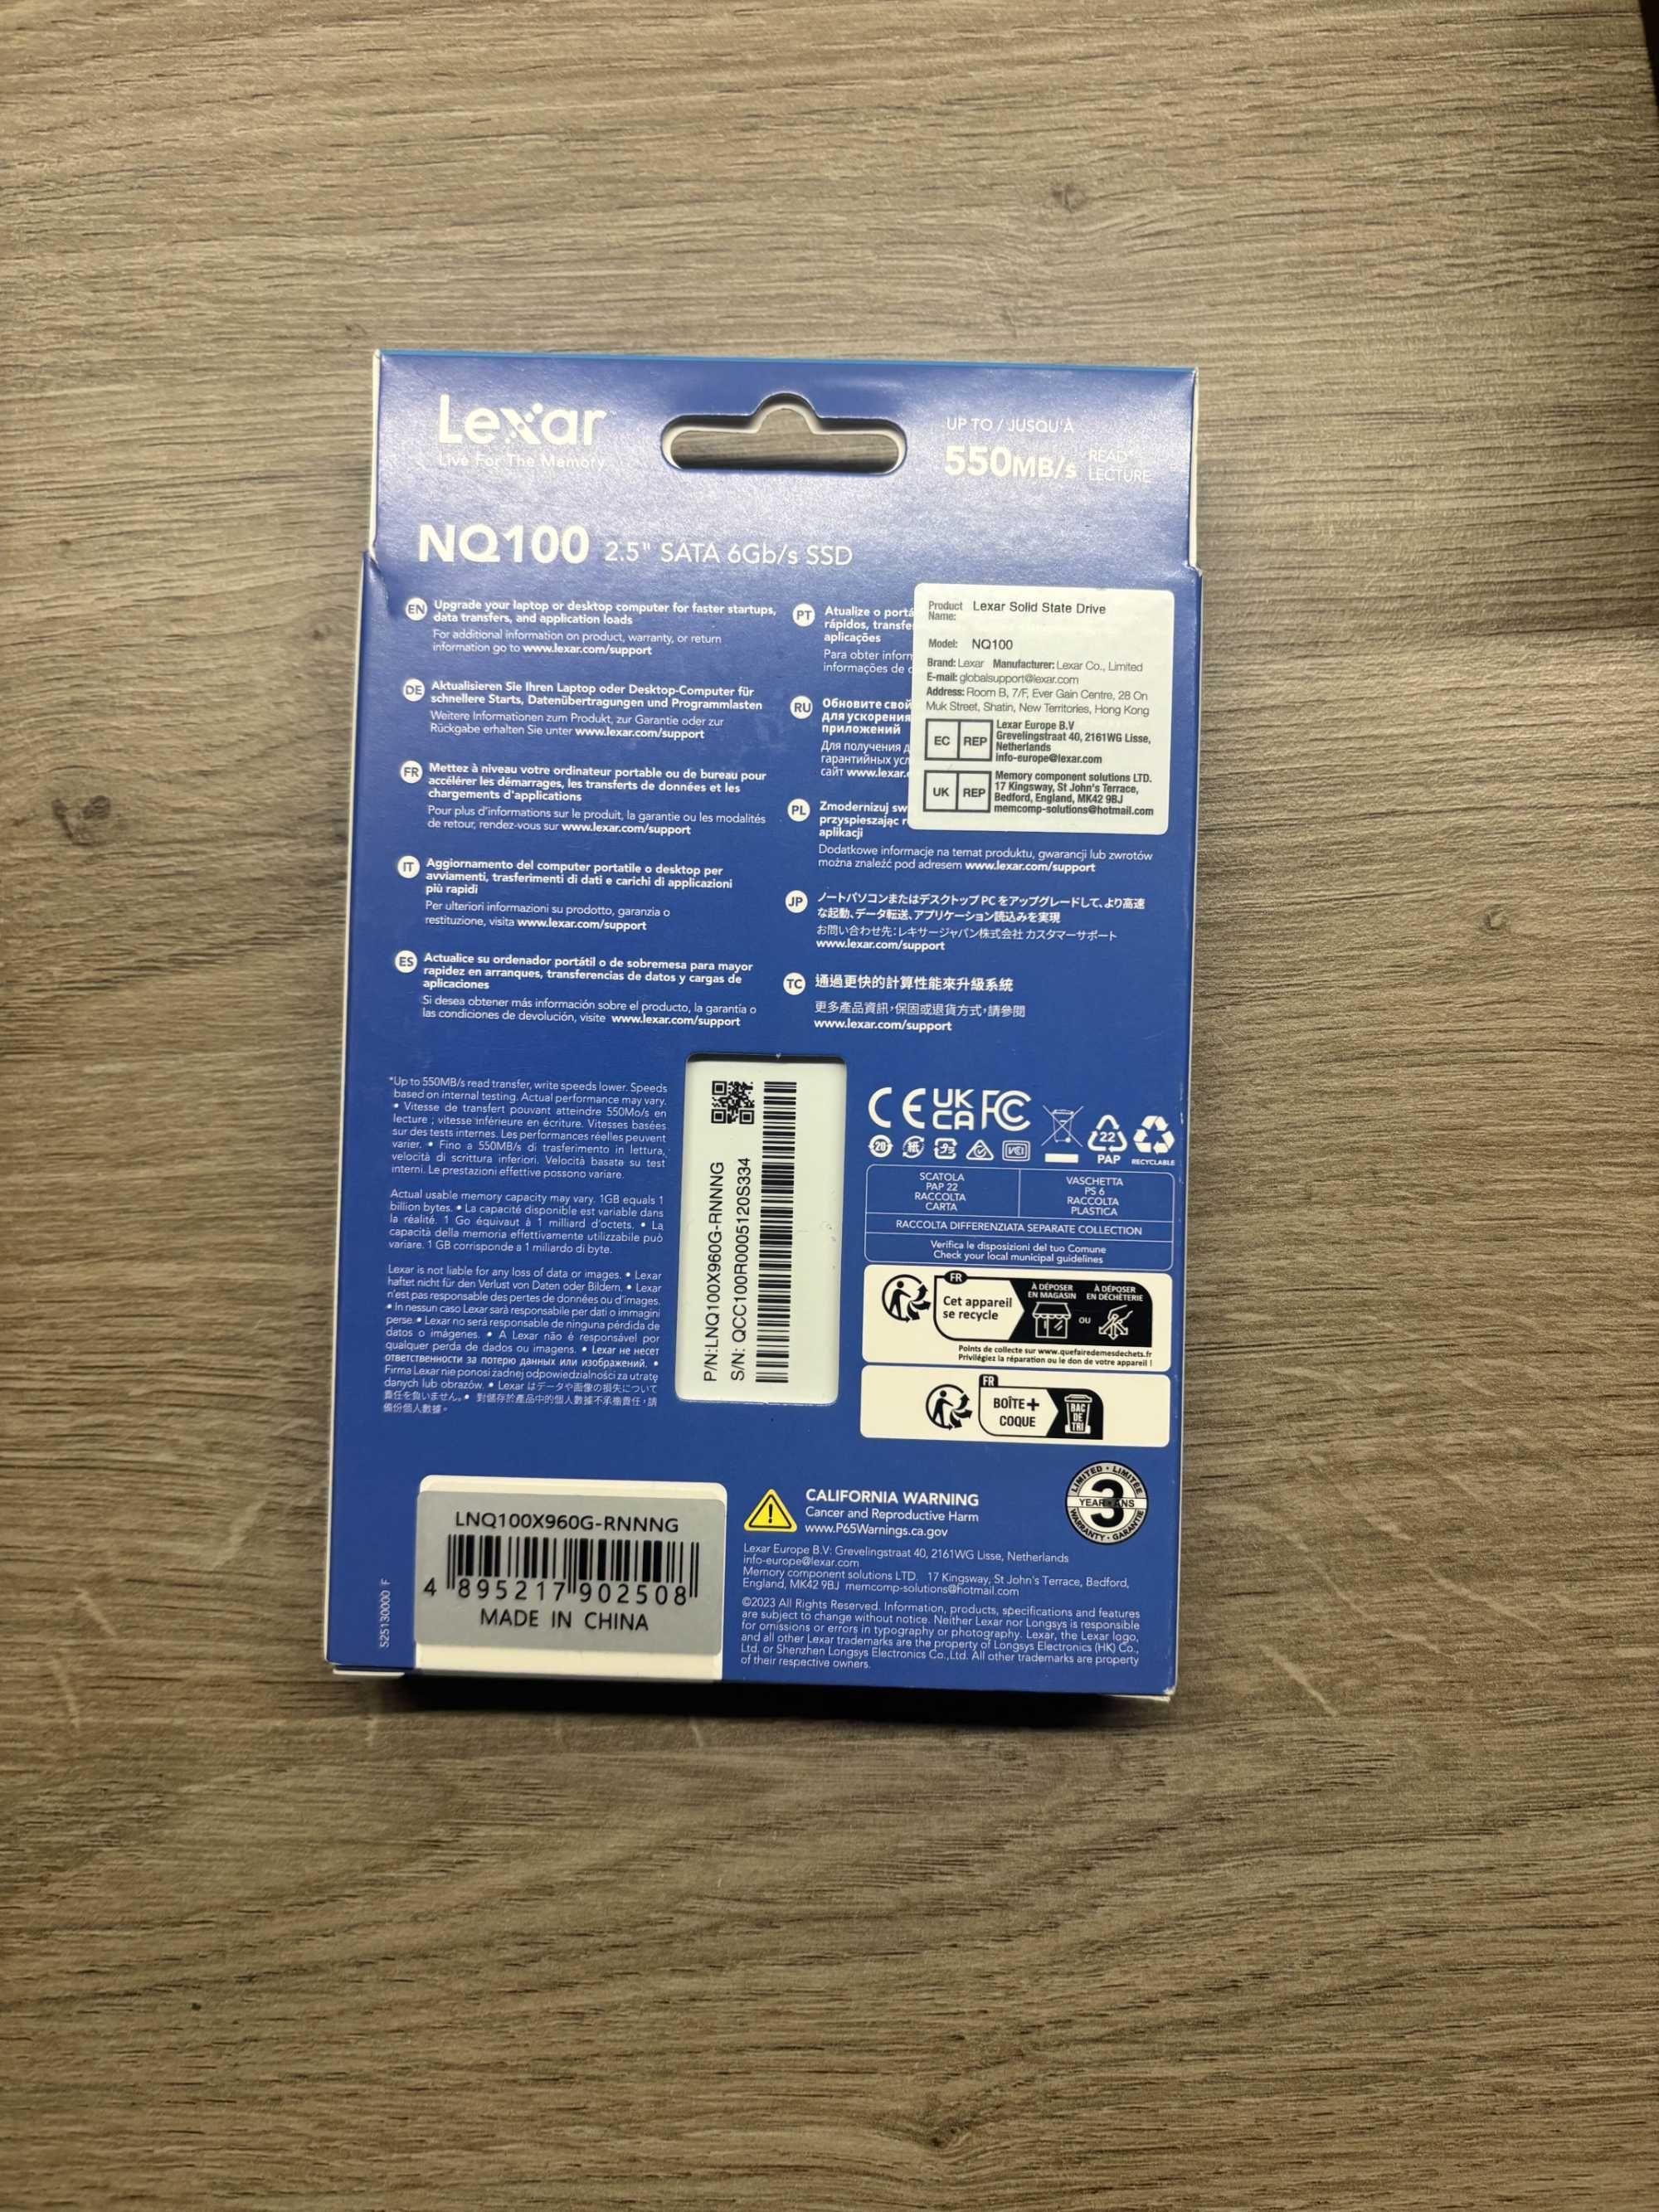 Lexar
Live For The Memory
UP TO / JUSQU'À
550MB/s READ*
LECTURE
NQ100 2.5" SATA 6Gb/s SSD
EN Upgrade your laptop or desktop computer for faster startups,
data transfers, and application loads
For additional information on product, warranty, or return
information go to www.lexar.com/support
DE Aktualisieren Sie Ihren Laptop oder Desktop-Computer für
schnellere Starts, Datenübertragungen und Programmlasten
Weitere Informationen zum Produkt, zur Garantie oder zur
Rückgabe erhalten Sie unter www.lexar.com/support
FR Mettez à niveau votre ordinateur portable ou de bureau pour
accélérer les démarrages, les transferts de données et les
chargements d'applications
Pour plus d'informations sur le produit, la garantie ou les modalités
de retour, rendez-vous sur www.lexar.com/support
IT Aggiornamento del computer portatile o desktop per
avviamenti, trasferimenti di dati e carichi di applicazioni
più rapidi
Per ulteriori informazioni su prodotto, garanzia o
restituzione, visita www.lexar.com/support
ES Actualice su ordenador portátil o de sobremesa para mayor
rapidez en arranques, transferencias de datos y cargas de
aplicaciones
Si desea obtener más información sobre el producto, la garantía o
las condiciones de devolución, visite www.lexar.com/support
PT Atualize o portá
rápidos, transfe
aplicações
Para obter inform
informações de
RU Обновите свой
для ускорения
приложений
Для получения
гарантийных
сайт www.lexar.
PL Zmodernizuj sw
przyspieszając
aplikacji
Dodatkowe informacje na temat produktu, gwarancji lub zwrotów
można znaleźć pod adresem www.lexar.com/support
JP ノートパソコンまたはデスクトップPCをアップグレードして、より高速
な起動、データ転送、アプリケーション読込みを実現
お問い合わせ先:レキサージャパン株式会社 カスタマーサポート
www.lexar.com/support
TC 通過更快的計算性能來升級系統
更多產品資訊,保固或退貨方式,請參閱
www.lexar.com/support
Product Name: Lexar Solid State Drive
Model: NQ100
Brand: Lexar Manufacturer: Lexar Co., Limited
E-mail: globalsupport@lexar.com
Address: Room B, 7/F, Ever Gain Centre, 28 On
Muk Street, Shatin, New Territories, Hong Kong
EC REP
Lexar Europe B.V
Grevelingstraat 40, 2161WG Lisse,
Netherlands
info-europe@lexar.com
UK REP
Memory component solutions LTD.
17 Kingsway, St John's Terrace,
Bedford, England, MK42 9BJ
memcomp-solutions@hotmail.com
*Up to 550MB/s read transfer, write speeds lower. Speeds
based on internal testing. Actual performance may vary.
• Vitesse de transfert pouvant atteindre 550Mo/s en
lecture ; vitesse inférieure en écriture. Vitesses basées
sur des tests internes. Les performances réelles peuvent
varier. • Fino a 550MB/s di trasferimento in lettura,
velocità di scrittura inferiori. Velocità basata su test
interni. Le prestazioni effettive possono variare.
Actual usable memory capacity may vary. 1GB equals 1
billion bytes. • La capacité disponible est variable dans
la réalité. 1 Go équivaut à 1 milliard d'octets. • La
capacità della memoria effettivamente utilizzabile può
variare. 1 GB corrisponde a 1 miliardo di byte.
Lexar is not liable for any loss of data or images. • Lexar
haftet nicht für den Verlust von Daten oder Bildern. • Lexar
n'est pas responsable des pertes de données ou d'images.
• In nessun caso Lexar sarà responsabile per dati o immagini
perse. • Lexar no será responsable de ninguna pérdida de
datos o imágenes. • A Lexar não é responsável por
qualquer perda de dados ou imagens. • Lexar не несет
ответственности за потерю данных или изображений. •
Firma Lexar nie ponosi żadnej odpowiedzialności za utratę
danych lub obrazów. • Lexar はデータや画像の損失について
責任を負いません。• 對儲存於產品中的個人數據不承擔責任,請
備份個人數據。
P/N:LNQ100X960G-RNNNG
S/N: QCC100R0005120S334
CE UK CA FC
20 紙 プラ VCI
22
PAP
RECYCLABLE
SCATOLA
PAP 22
RACCOLTA
CARTA
VASCHETTA
PS 6
RACCOLTA
PLASTICA
RACCOLTA DIFFERENZIATA SEPARATE COLLECTION
Verifica le disposizioni del tuo Comune
Check your local municipal guidelines
FR
Cet appareil
se recycle
À DÉPOSER
EN MAGASIN
OU
À DÉPOSER
EN DÉCHÈTERIE
Points de collecte sur www.quefairedemesdechets.fr
Privilégiez la réparation ou le don de votre appareil !
FR
BOÎTE +
COQUE
BAC
DE
TRI
LNQ100X960G-RNNNG
4 895217 902508
MADE IN CHINA
S25130000 F
CALIFORNIA WARNING
Cancer and Reproductive Harm
www.P65Warnings.ca.gov
LIMITED • LIMITÉE
3
YEAR ANS
WARRANTY • GARANTIE
Lexar Europe B.V: Grevelingstraat 40, 2161WG Lisse, Netherlands
info-europe@lexar.com
Memory component solutions LTD. 17 Kingsway, St John's Terrace, Bedford,
England, MK42 9BJ memcomp-solutions@hotmail.com
©2023 All Rights Reserved. Information, products, specifications and features
are subject to change without notice. Neither Lexar nor Longsys is responsible
for omissions or errors in typography or photography. Lexar, the Lexar logo,
and all other Lexar trademarks are the property of Longsys Electronics (HK) Co.,
Ltd. or Shenzhen Longsys Electronics Co.,Ltd. All other trademarks are property
of their respective owners.